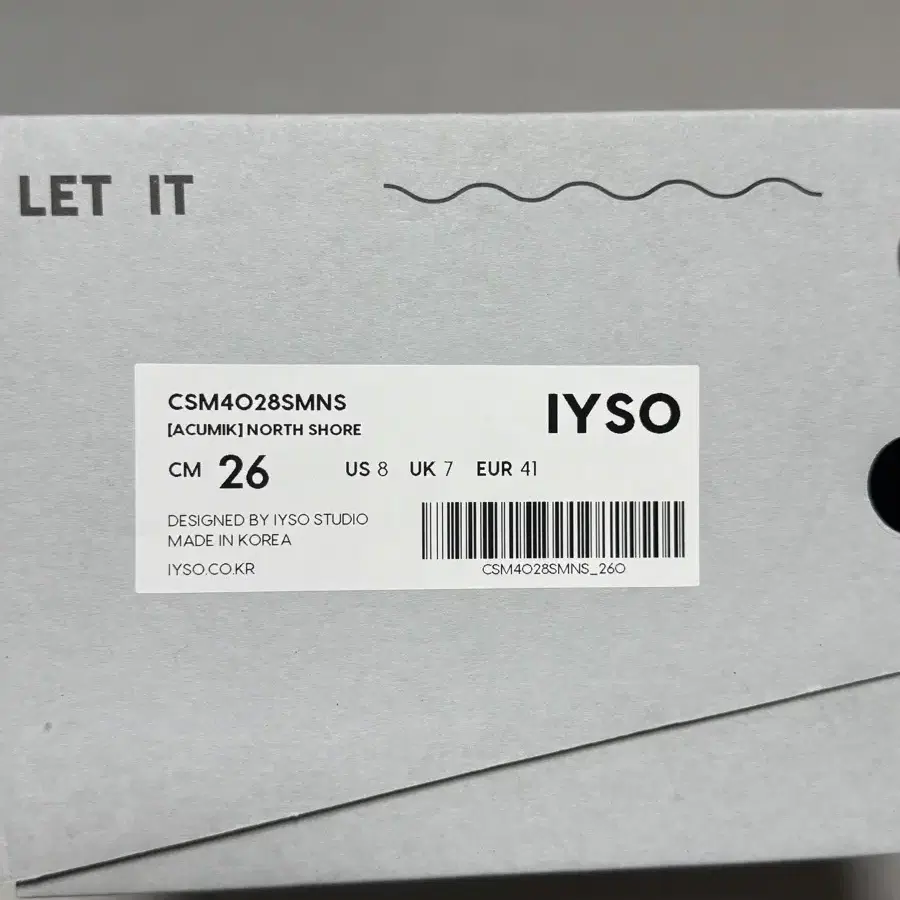 LET IT
CSM4028SMNS
IYSO
[ACUMIK] NORTH SHORE
CM 26 US 8 UK 7 EUR 41
DESIGNED BY IYSO STUDIO
MADE IN KOREA
IYSO.CO.KR
CSM4028SMNS_260